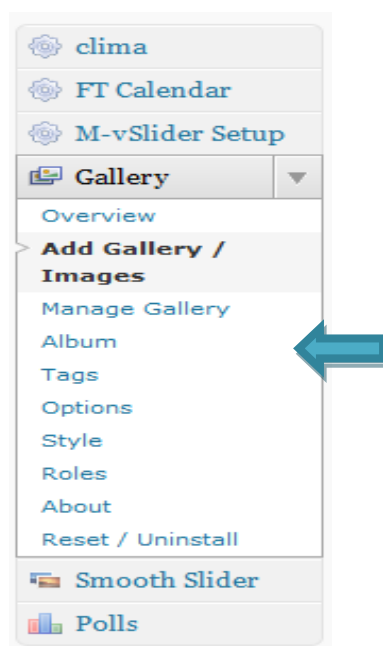 clima
FT Calendar
M-vSlider Setup
Gallery
Overview
Add Gallery /
Images
Manage Gallery
Album
Tags
Options
Style
Roles
About
Reset / Uninstall
Smooth Slider
Polls